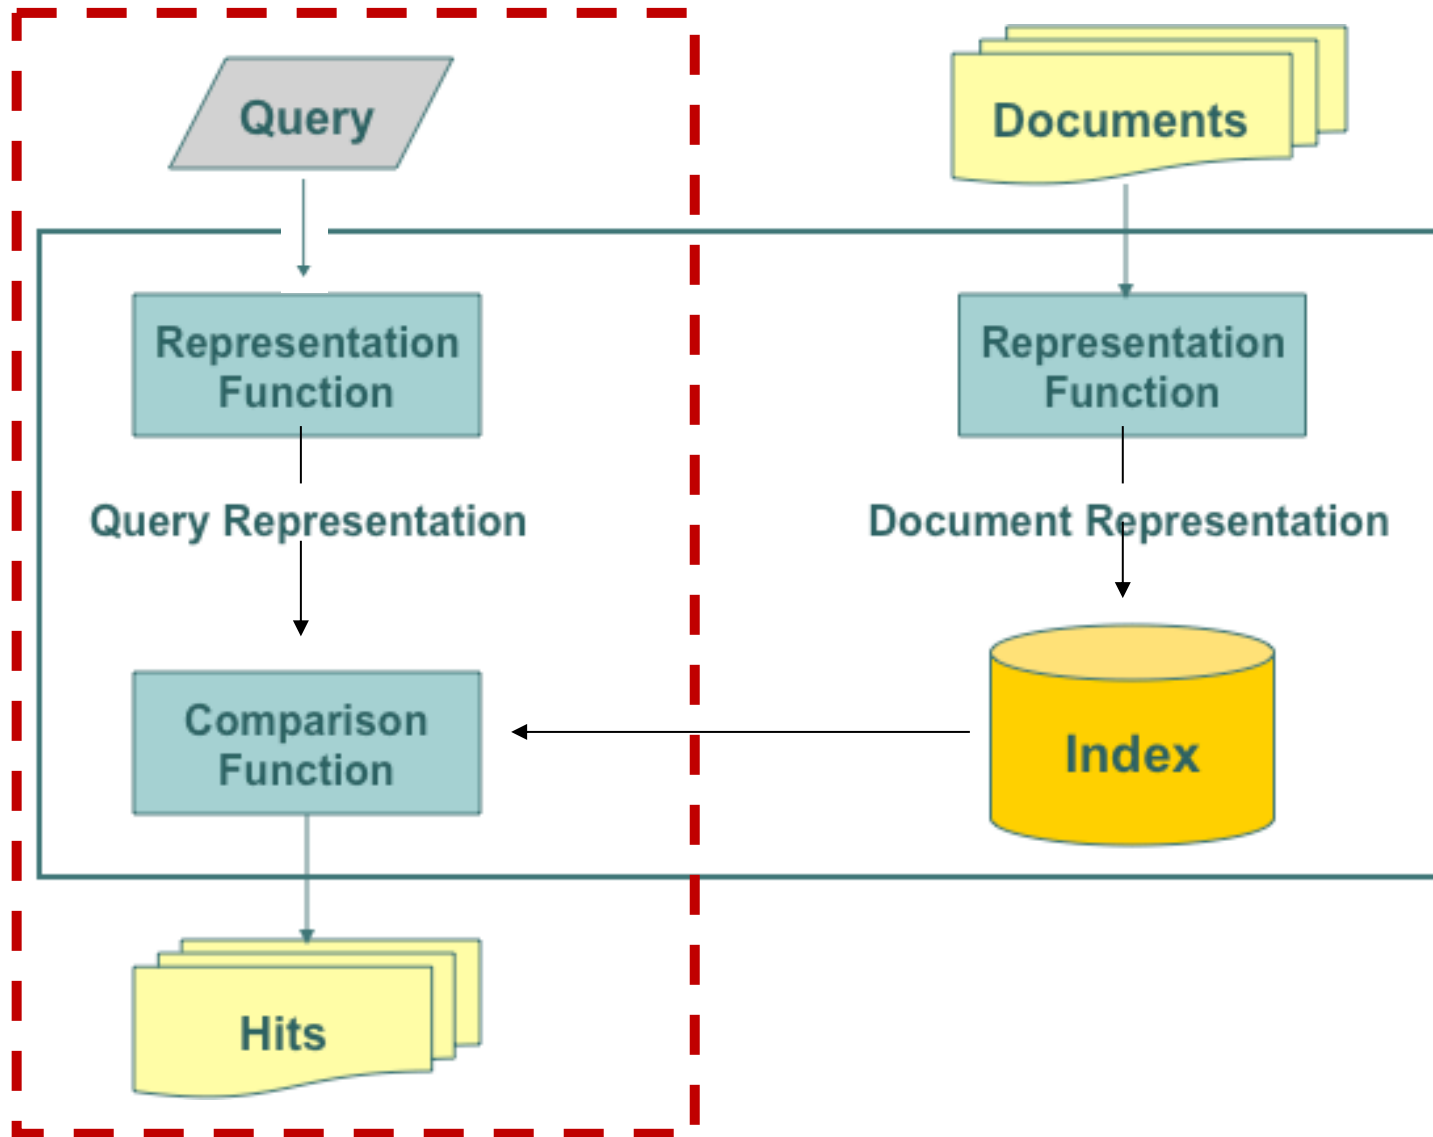 Query
Documents
Representation
Function
Representation
Function
Query Representation
Document Representation
Comparison
Function
Index
Hits